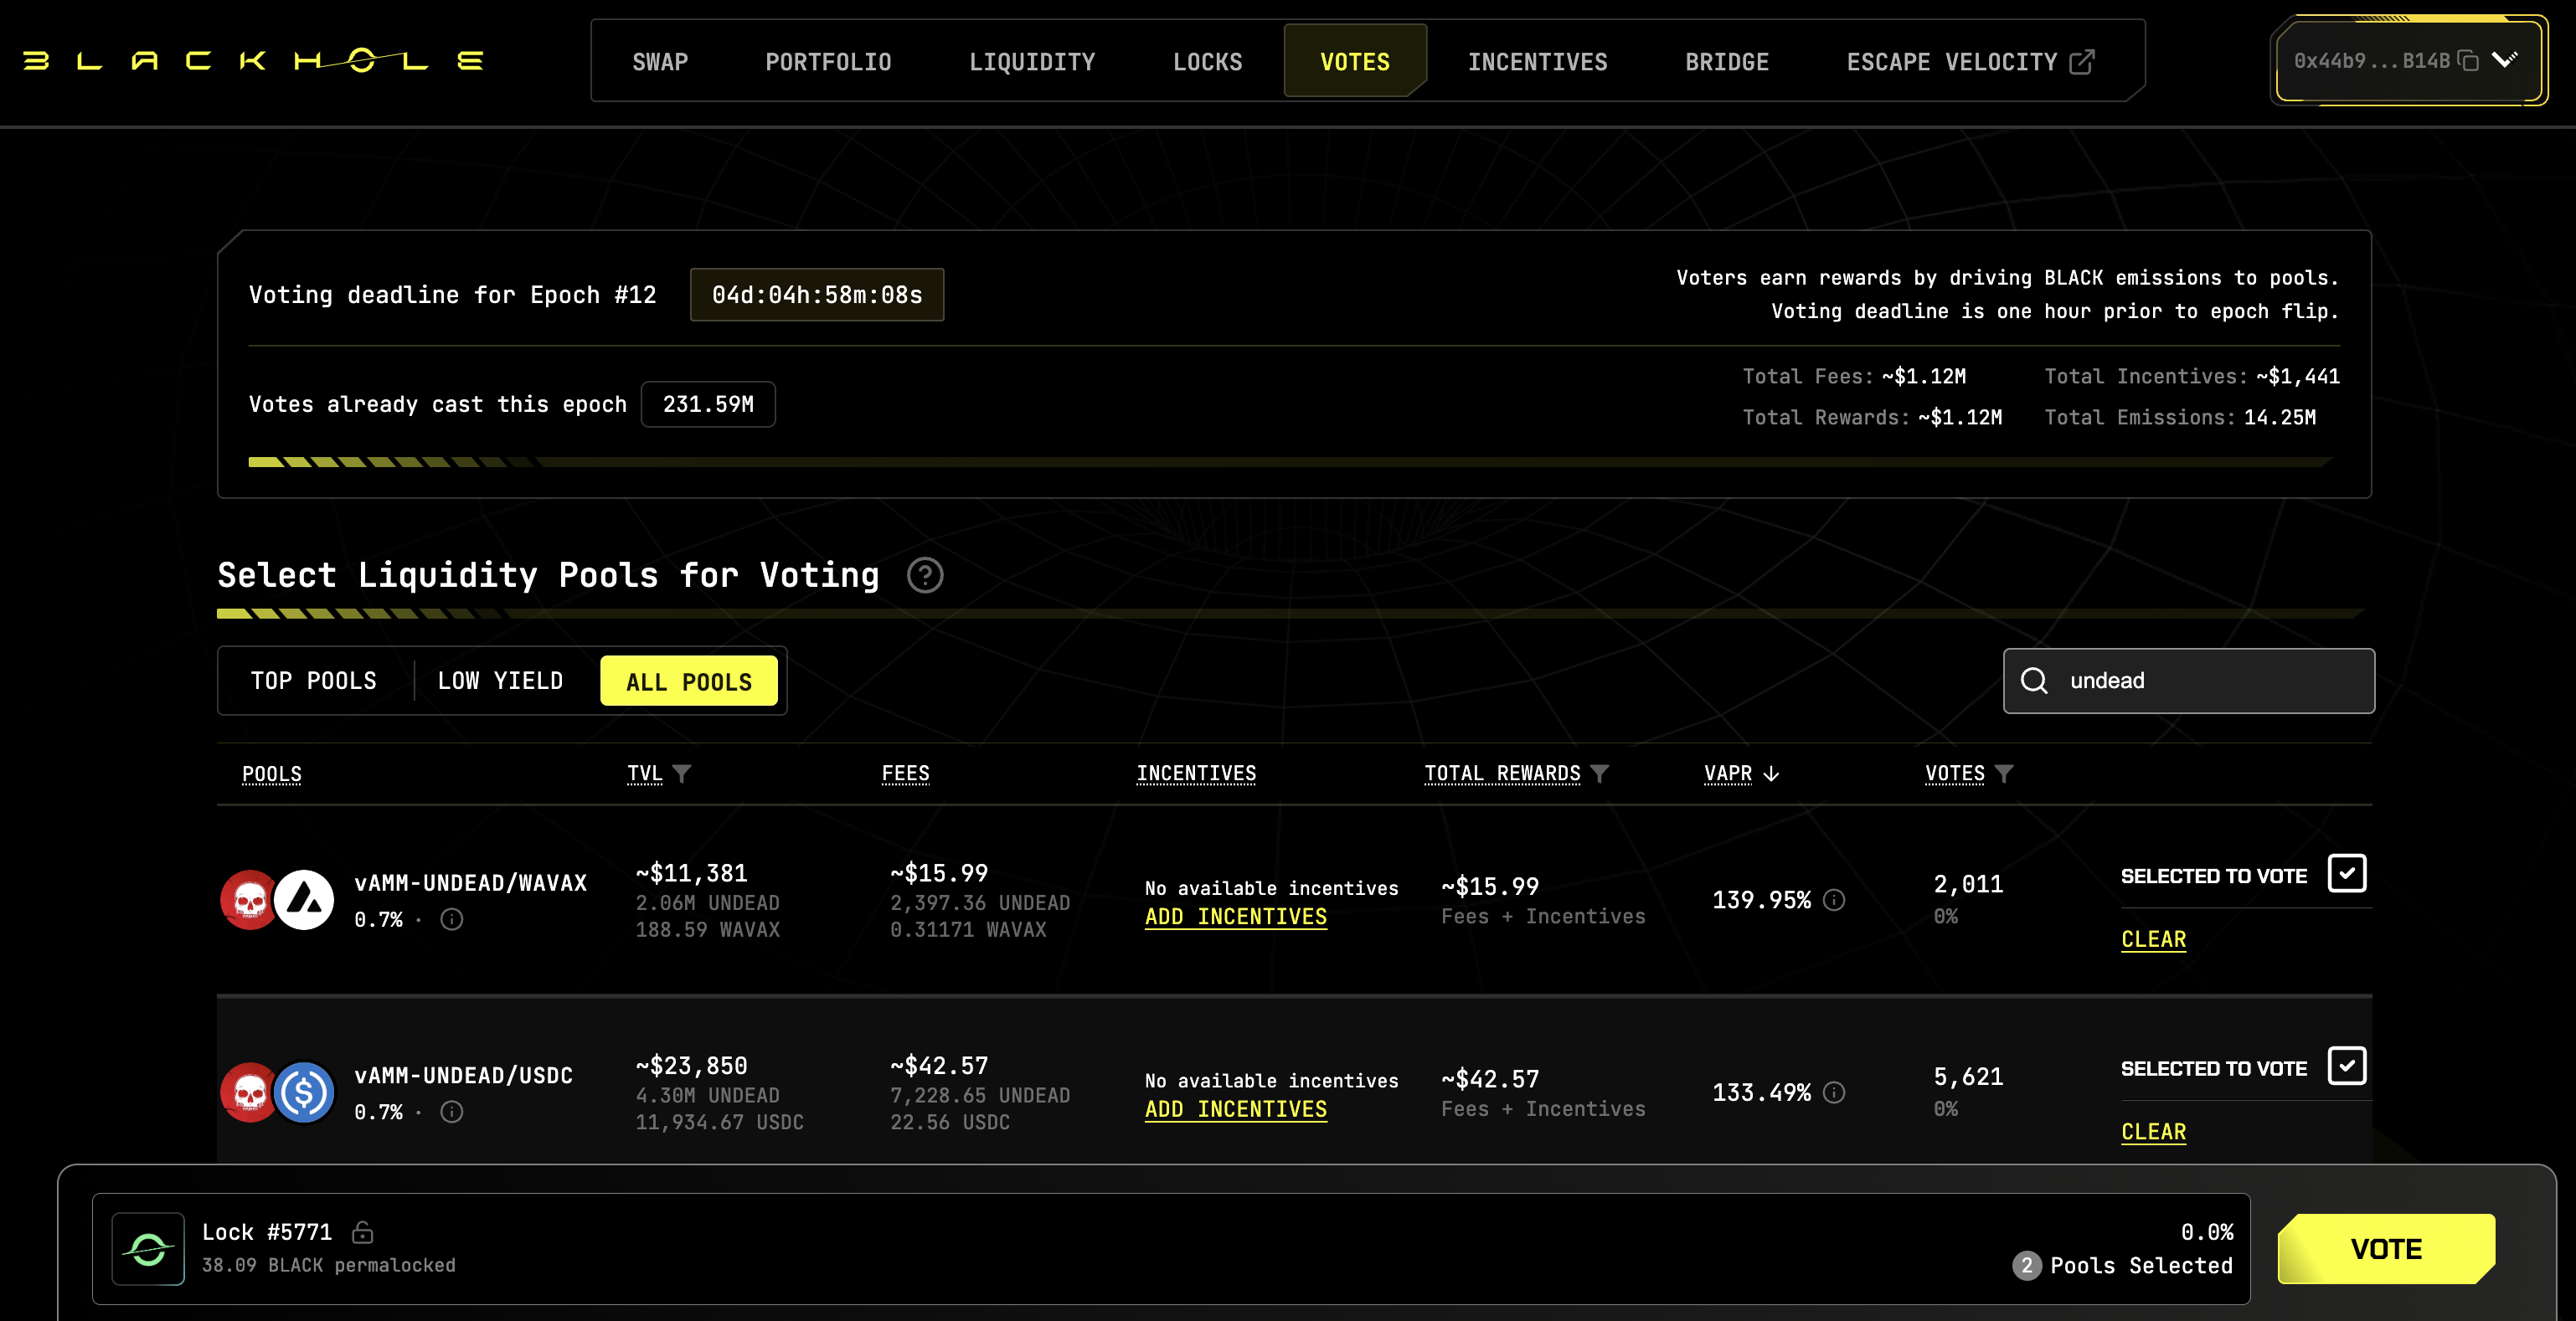 BLACKHOLE
SWAP
PORTFOLIO
LIQUIDITY
LOCKS
VOTES
INCENTIVES
BRIDGE
ESCAPE VELOCITY
0x44b9...B14B
Voting deadline for Epoch #12
04d:04h:58m:08s
Voters earn rewards by driving BLACK emissions to pools.
Voting deadline is one hour prior to epoch flip.
Votes already cast this epoch
231.59M
Total Fees: ~$1.12M
Total Incentives: ~$1,441
Total Rewards: ~$1.12M
Total Emissions: 14.25M
Select Liquidity Pools for Voting
?
TOP POOLS
LOW YIELD
ALL POOLS
undead
POOLS
TVL
FEES
INCENTIVES
TOTAL REWARDS
VAPR ↓
VOTES
vAMM-UNDEAD/WAVAX
0.7% ·
~$11,381
2.06M UNDEAD
188.59 WAVAX
~$15.99
2,397.36 UNDEAD
0.31171 WAVAX
No available incentives
ADD INCENTIVES
~$15.99
Fees + Incentives
139.95%
2,011
0%
SELECTED TO VOTE
CLEAR
vAMM-UNDEAD/USDC
0.7% ·
~$23,850
4.30M UNDEAD
11,934.67 USDC
~$42.57
7,228.65 UNDEAD
22.56 USDC
No available incentives
ADD INCENTIVES
~$42.57
Fees + Incentives
133.49%
5,621
0%
SELECTED TO VOTE
CLEAR
Lock #5771
38.09 BLACK permalocked
0.0%
2 Pools Selected
VOTE